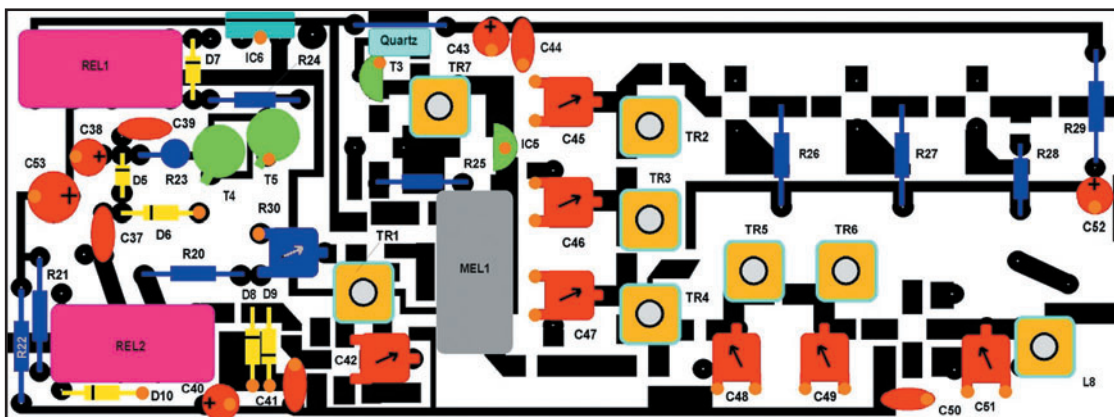 Quartz
C43
C44
D7
IC6
R24
REL1
T3
TR7
C45
TR2
R29
C38
C39
IC5
R26
R27
R28
C53
D5
R23
T4
T5
R25
TR3
C46
C52
C37
D6
R30
TR1
TR5
TR6
R20
R21
MEL1
D8
D9
TR4
C47
R22
REL2
C42
C40
C41
D10
C48
C49
C50
C51
L8